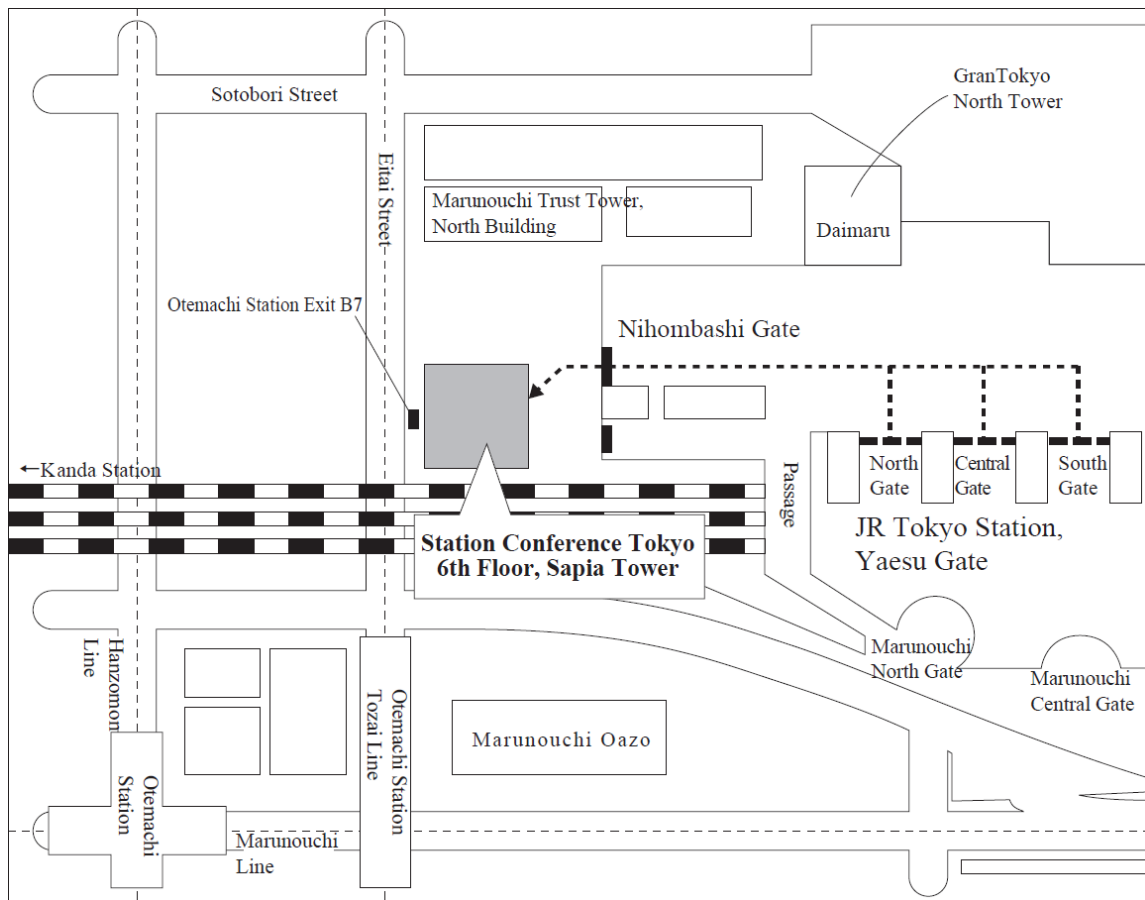 GranTokyo
North Tower
Sotobori Street
Eitai Street
Marunouchi Trust Tower,
North Building
Daimaru
Otemachi Station Exit B7
Nihombashi Gate
←Kanda Station
North
Gate
Central
Gate
South
Gate
Passage
JR Tokyo Station,
Yaesu Gate
Station Conference Tokyo
6th Floor, Sapia Tower
Hanzomon
Line
Marunouchi
North Gate
Marunouchi
Central Gate
Otemachi Station
Tozai Line
Marunouchi Oazo
Otemachi
Station
Marunouchi
Line